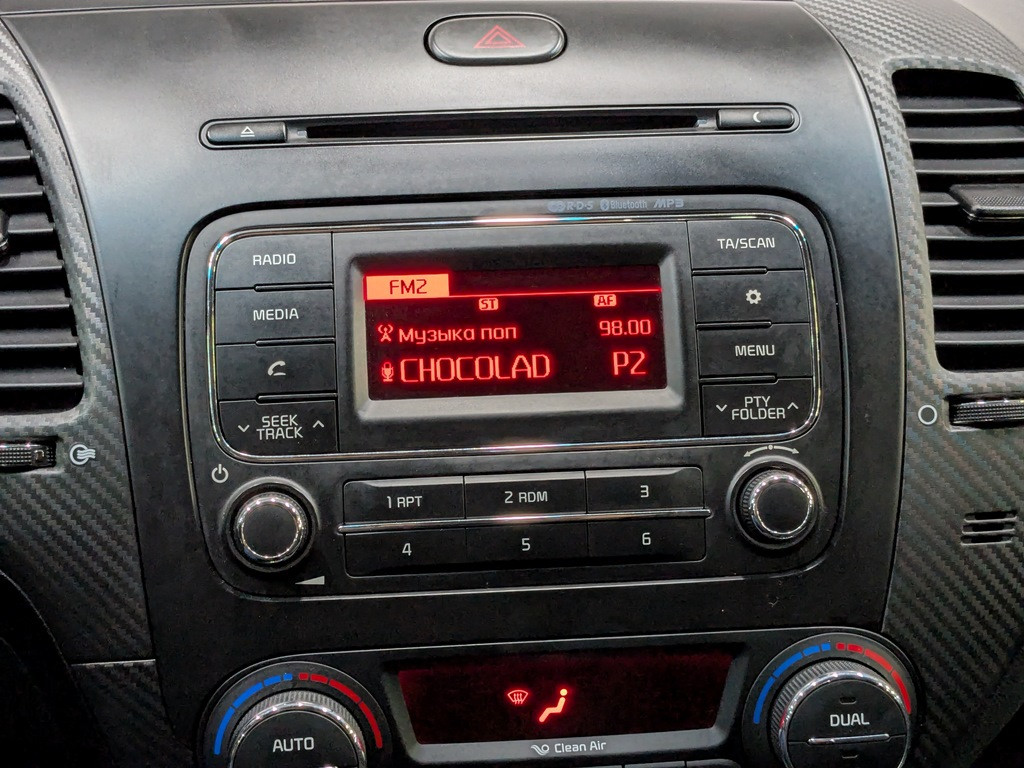 R·D·S Bluetooth MP3
RADIO
TA/SCAN
MEDIA
MENU
SEEK
TRACK
PTY
FOLDER
FM2
ST AF
Музыка поп 98.00
CHOCOLAD P2
1 RPT 2 RDM 3
4 5 6
AUTO
DUAL
Clean Air